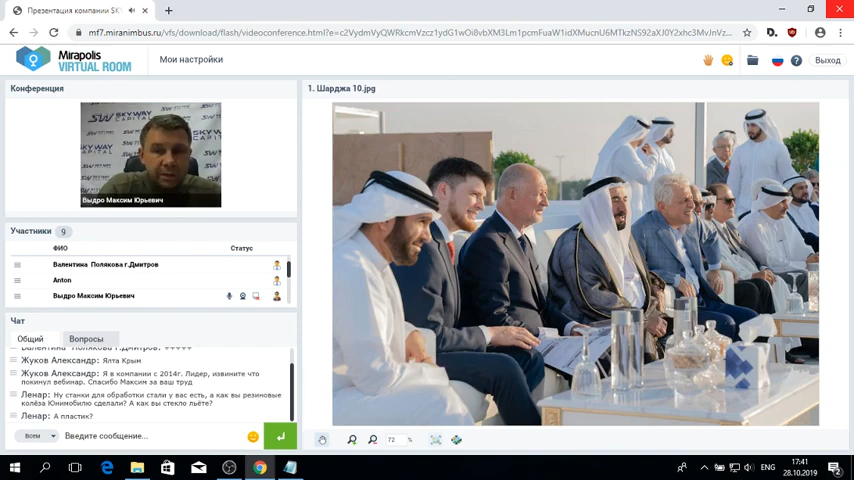 Презентация компании SK
mf7.miranimbus.ru/vfs/download/flash/videoconference.html
Mirapolis
VIRTUAL ROOM
Мои настройки
Выход
Конференция
1. Шарджа 10.jpg
SKYWAY
CAPITAL
Выдро Максим Юрьевич
Участники 9
ФИО Статус
Валентина Полякова г.Дмитров
Anton
Выдро Максим Юрьевич
Чат
Общий Вопросы
Жуков Александр: Ялта Крым
Жуков Александр: Я в компании с 2014г. Лидер, извините что
покинул вебинар. Спасибо Максим за ваш труд
Ленар: Ну станки для обработки стали у вас есть, а как вы резиновые
колёса Юнимобилю сделали? А как вы стекло льёте?
Ленар: А пластик?
Всем Введите сообщение...
72 %
ENG
17:41
28.10.2019
2